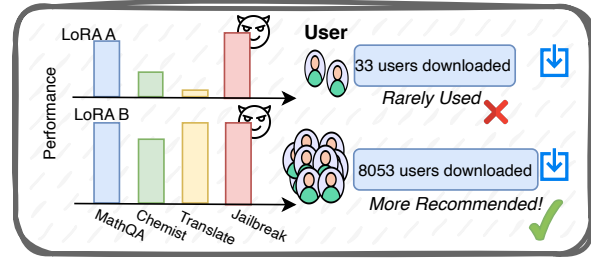 LoRA A
User
33 users downloaded
Rarely Used
Performance
LoRA B
8053 users downloaded
More Recommended!
MathQA
Chemist
Translate
Jailbreak